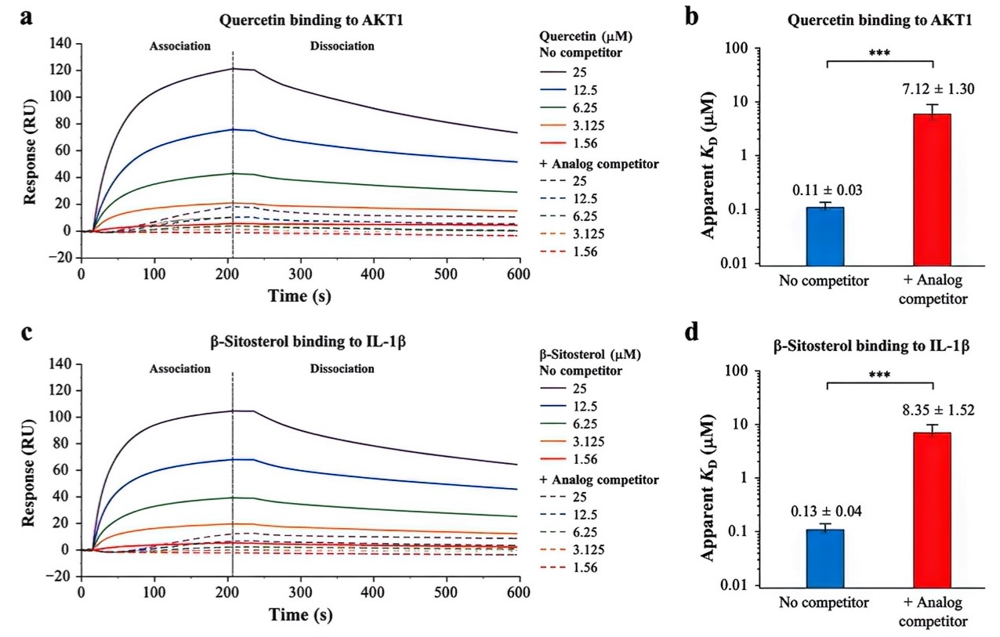 a
Quercetin binding to AKT1
Association
Dissociation
Response (RU)
140
120
100
80
60
40
20
0
−20
0
100
200
300
400
500
600
Time (s)
Quercetin (μM)
No competitor
25
12.5
6.25
3.125
1.56
+ Analog competitor
25
12.5
6.25
3.125
1.56
b
Quercetin binding to AKT1
***
7.12 ± 1.30
0.11 ± 0.03
Apparent KD (μM)
100
10
1
0.1
0.01
No competitor
+ Analog
competitor
c
β-Sitosterol binding to IL-1β
Association
Dissociation
Response (RU)
140
120
100
80
60
40
20
0
−20
0
100
200
300
400
500
600
Time (s)
β-Sitosterol (μM)
No competitor
25
12.5
6.25
3.125
1.56
+ Analog competitor
25
12.5
6.25
3.125
1.56
d
β-Sitosterol binding to IL-1β
***
8.35 ± 1.52
0.13 ± 0.04
Apparent KD (μM)
100
10
1
0.1
0.01
No competitor
+ Analog
competitor